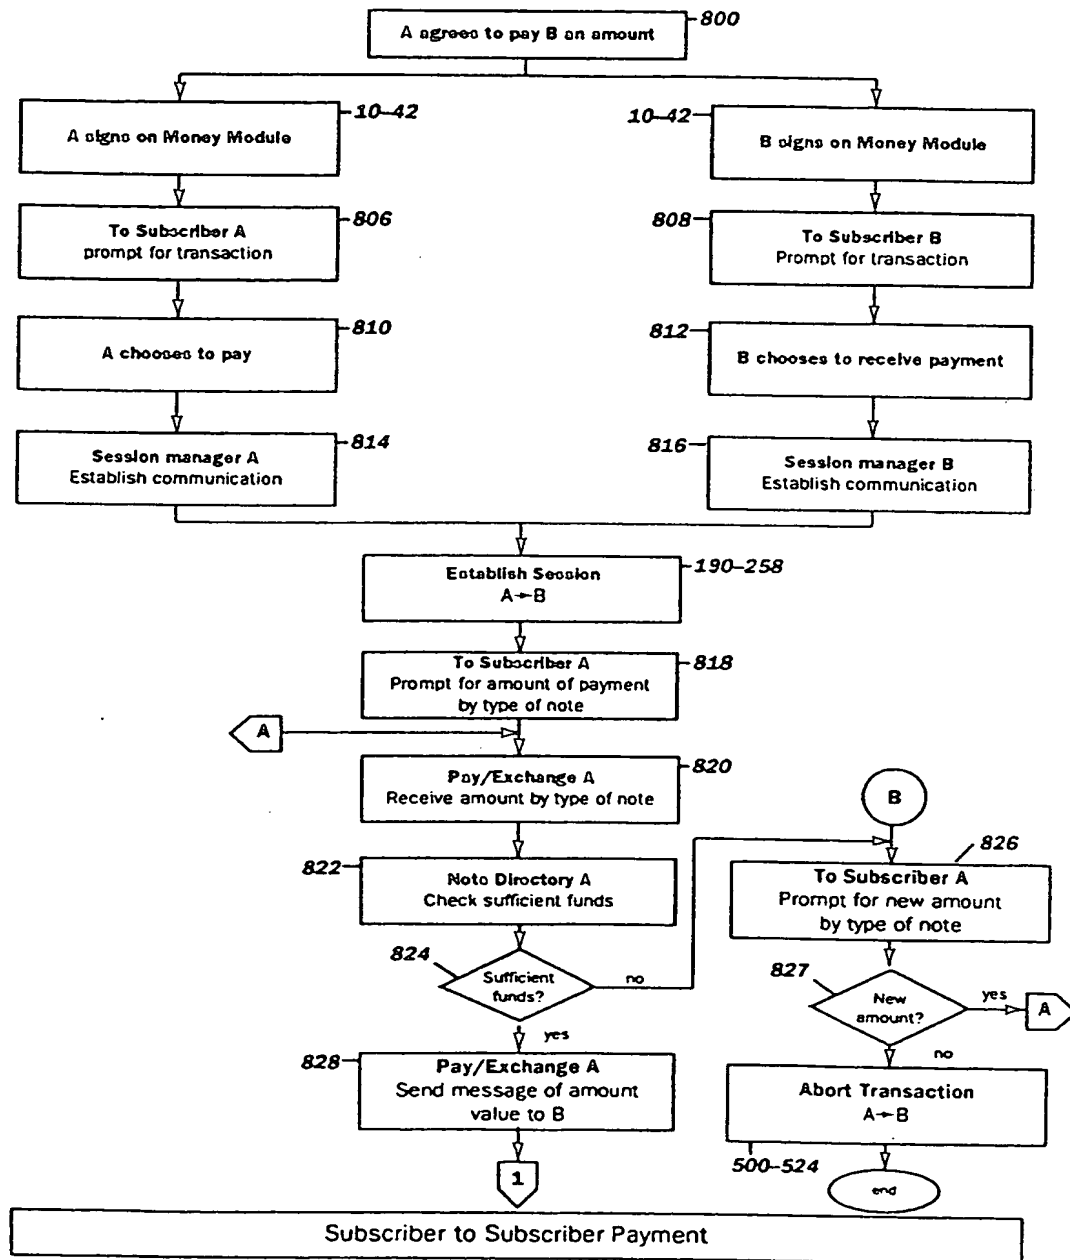 A agrees to pay B an amount
800
A signs on Money Module
10-42
10-42
B signs on Money Module
To Subscriber A
prompt for transaction
806
808
To Subscriber B
Prompt for transaction
A chooses to pay
810
812
B chooses to receive payment
Session manager A
Establish communication
814
816
Session manager B
Establish communication
Establish Session
A→B
190-258
To Subscriber A
Prompt for amount of payment
by type of note
818
A
Pay/Exchange A
Receive amount by type of note
820
B
822
Note Directory A
Check sufficient funds
826
To Subscriber A
Prompt for new amount
by type of note
824
Sufficient
funds?
no
yes
827
New
amount?
yes
A
no
828
Pay/Exchange A
Send message of amount
value to B
Abort Transaction
A→B
500-524
1
end
Subscriber to Subscriber Payment